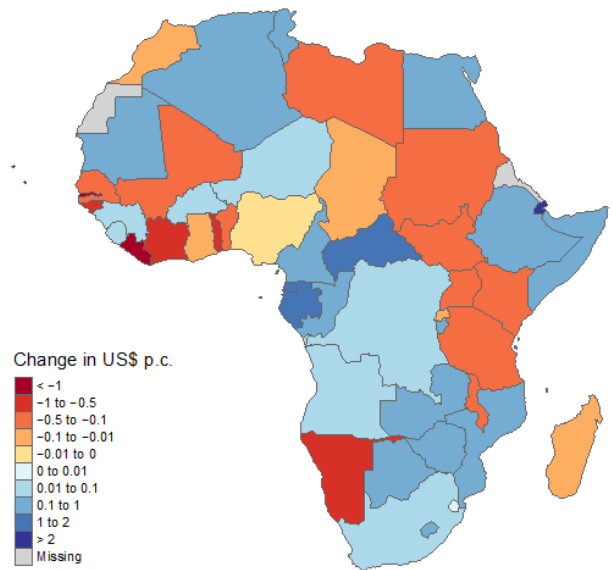 Change in US$ p.c.
< −1
−1 to −0.5
−0.5 to −0.1
−0.1 to −0.01
−0.01 to 0
0 to 0.01
0.01 to 0.1
0.1 to 1
1 to 2
> 2
Missing